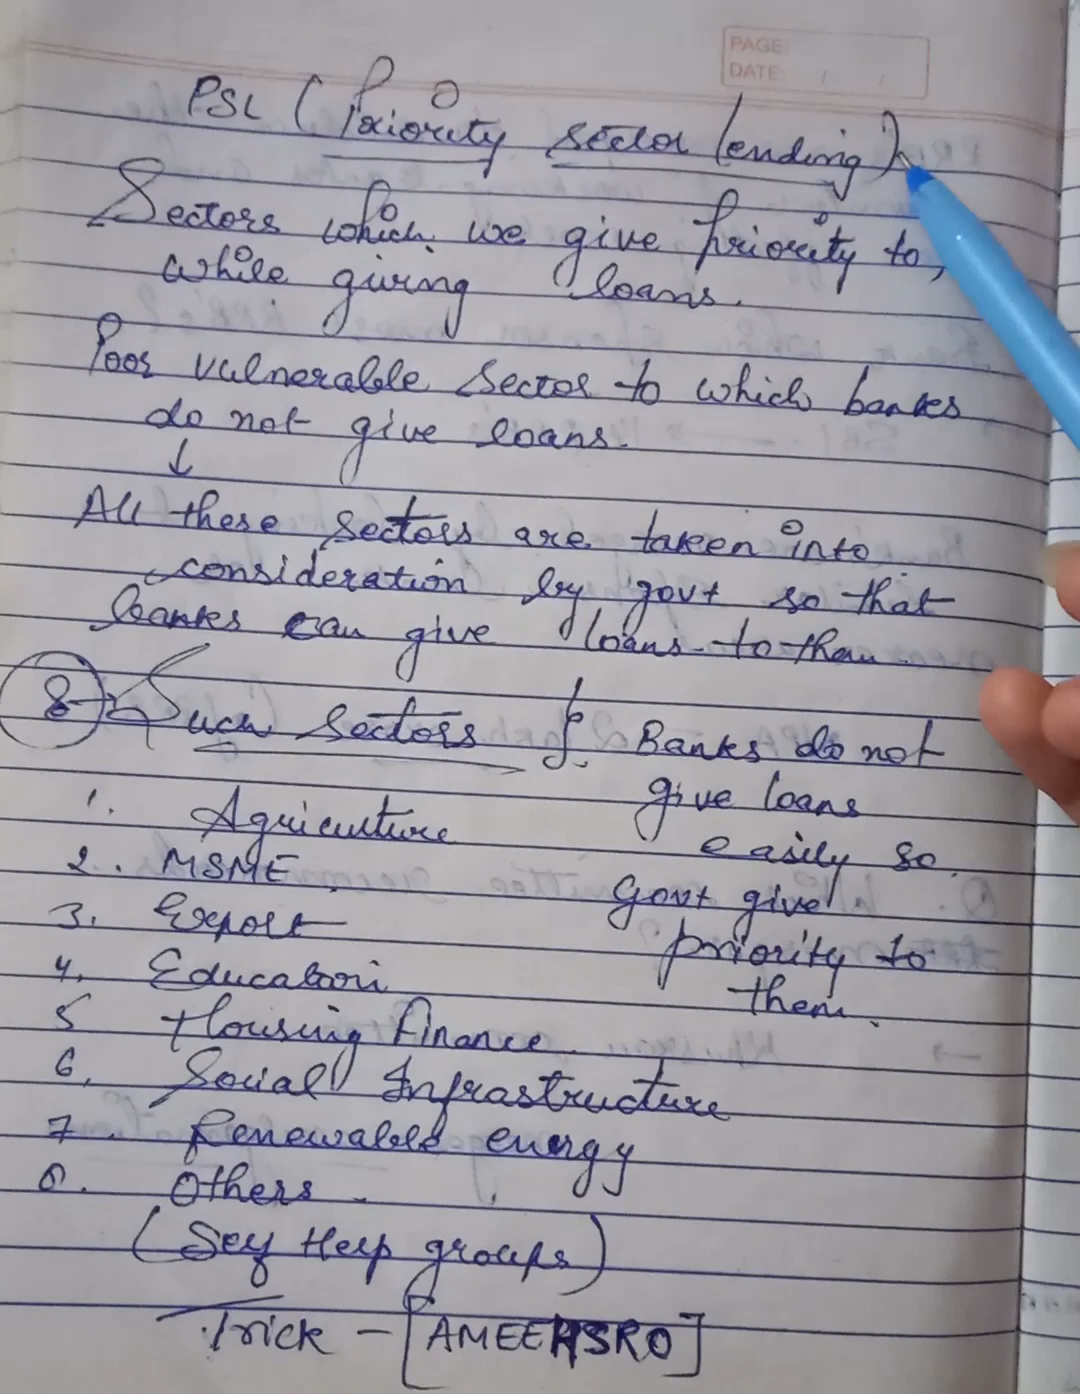 PAGE:
DATE: / /
PSL (Priority sector lending)
Sectors which we give priority to,
while giving loans.
Poor vulnerable sector to which banks
do not give loans.
↓
All these sectors are taken into
consideration by govt so that
banks can give loans to them.
8 Such sectors } Banks do not
give loans
easily so
Govt give
priority to
them.
1. Agriculture
2. MSME
3. Export
4. Education
5 Housing finance
6. Social Infrastructure
7. Renewable energy
8. Others
(Self Help groups)
Trick - [AMEEHSRO]